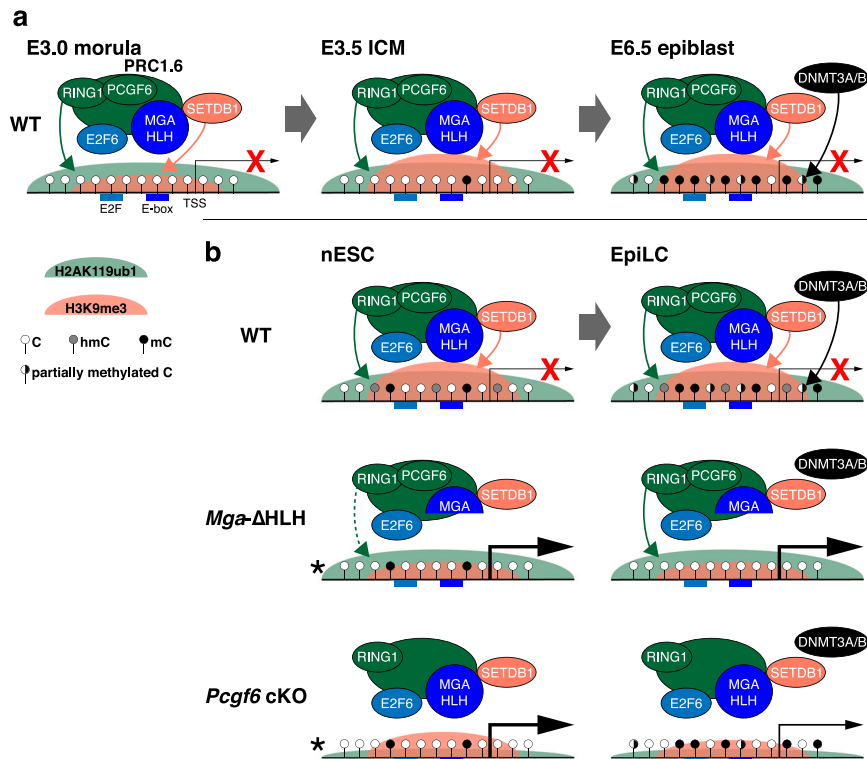 a
E3.0 morula
E3.5 ICM
E6.5 epiblast
WT
PRC1.6
RING1
PCGF6
MGA
HLH
SETDB1
E2F6
X
E2F
E-box
TSS
RING1
PCGF6
MGA
HLH
SETDB1
E2F6
X
DNMT3A/B
RING1
PCGF6
MGA
HLH
SETDB1
E2F6
X
H2AK119ub1
H3K9me3
C
hmC
mC
partially methylated C
b
nESC
EpiLC
WT
RING1
PCGF6
MGA
HLH
SETDB1
E2F6
X
DNMT3A/B
RING1
PCGF6
MGA
HLH
SETDB1
E2F6
X
Mga-ΔHLH
RING1
PCGF6
MGA
SETDB1
E2F6
*
DNMT3A/B
RING1
PCGF6
MGA
SETDB1
E2F6
Pcgf6 cKO
RING1
MGA
HLH
SETDB1
E2F6
*
DNMT3A/B
RING1
MGA
HLH
SETDB1
E2F6